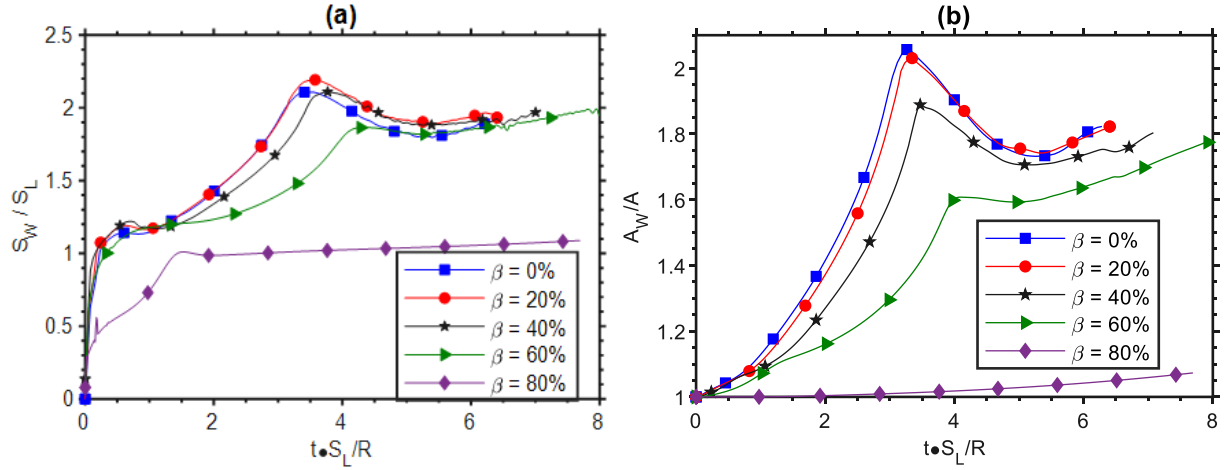 (a)
S_W / S_L
2.5
2
1.5
1
0.5
0
0 2 4 6 8
t●S_L/R
β = 0%
β = 20%
β = 40%
β = 60%
β = 80%
(b)
A_W/A
2
1.8
1.6
1.4
1.2
1
0 2 4 6 8
t●S_L/R
β = 0%
β = 20%
β = 40%
β = 60%
β = 80%